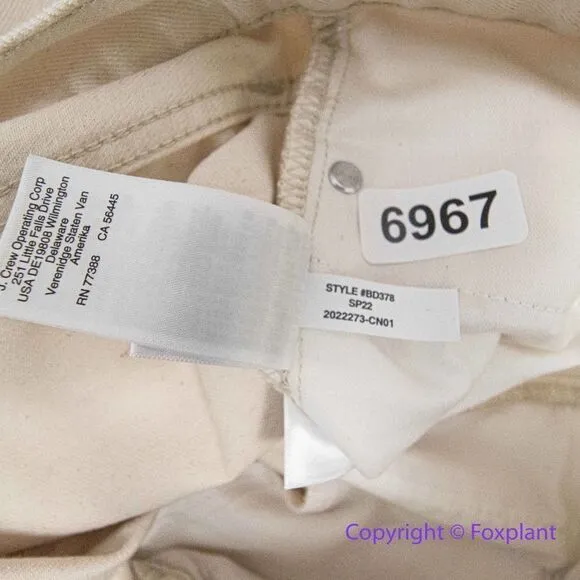 J. Crew Operating Corp
251 Little Falls Drive
USA DE19808 Wilmington
Delaware
Verenidge Staten Van
Amerika
RN 77388 CA 56445
6967
STYLE #BD378
SP22
2022273-CN01
Copyright © Foxplant